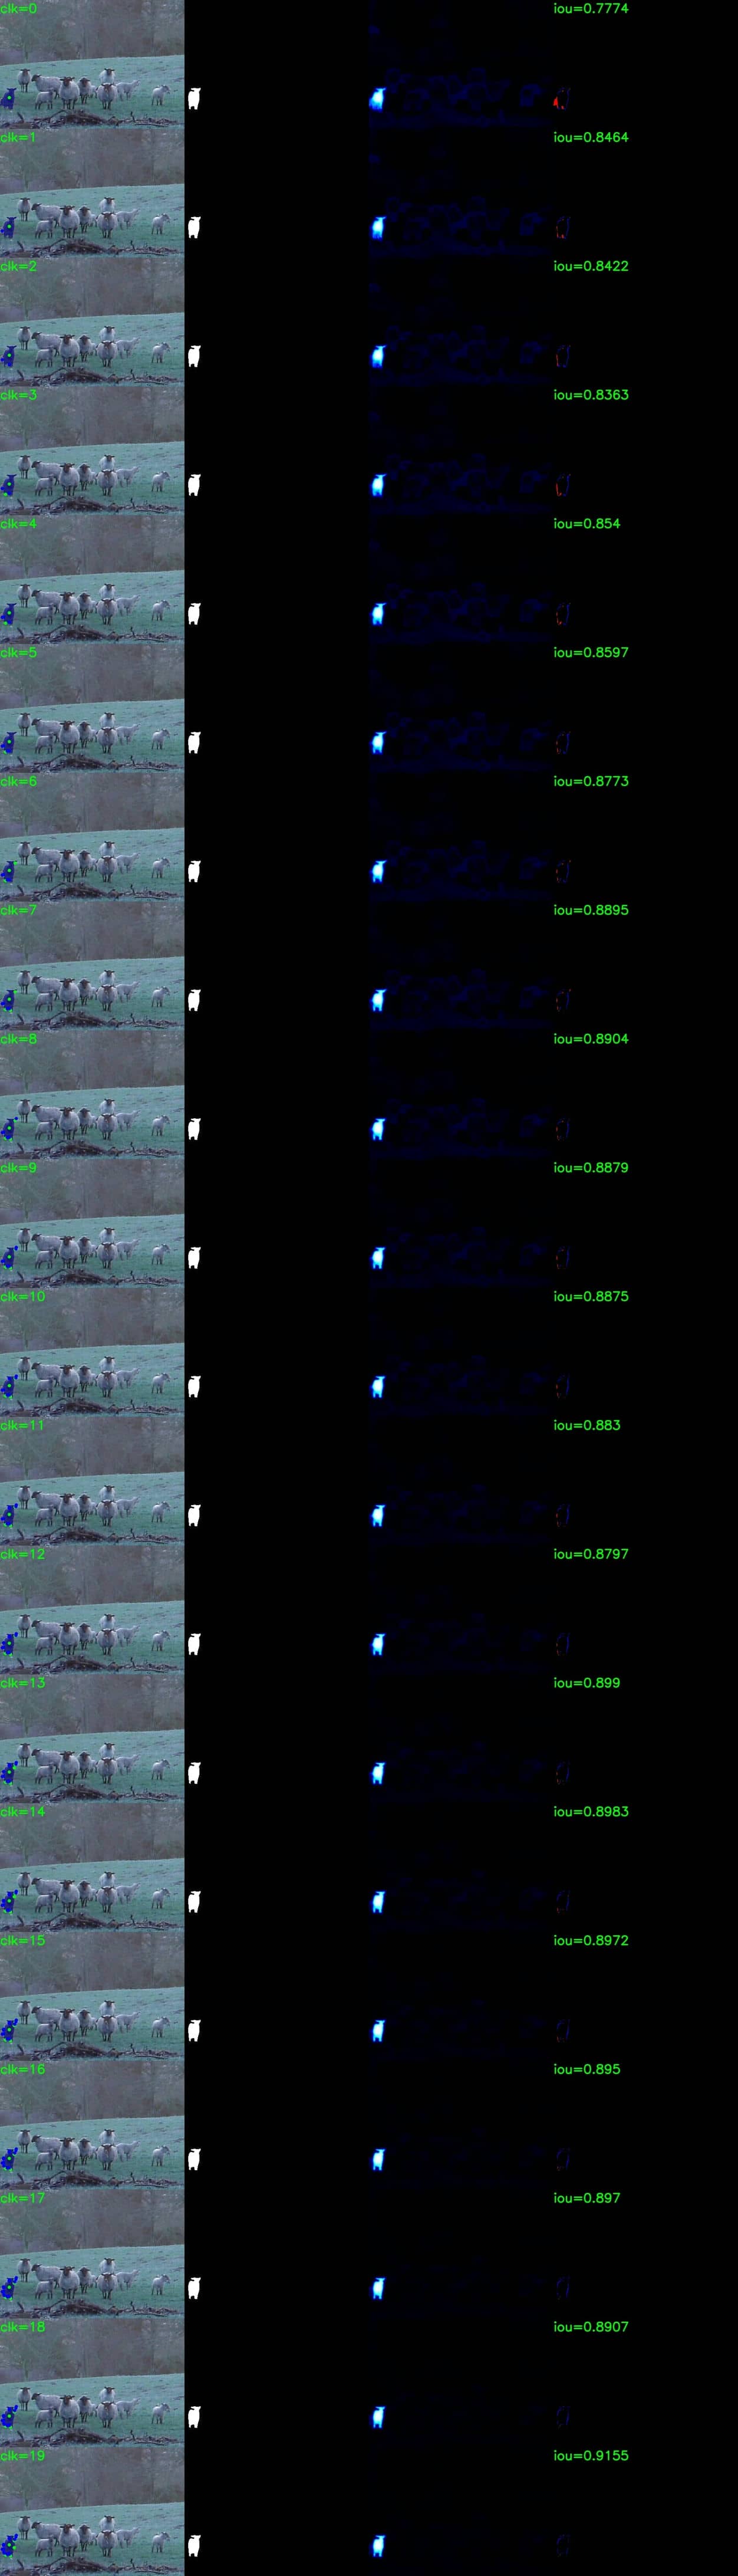 clk=0 iou=0.7774
clk=1 iou=0.8464
clk=2 iou=0.8422
clk=3 iou=0.8363
clk=4 iou=0.854
clk=5 iou=0.8597
clk=6 iou=0.8773
clk=7 iou=0.8895
clk=8 iou=0.8904
clk=9 iou=0.8879
clk=10 iou=0.8875
clk=11 iou=0.883
clk=12 iou=0.8797
clk=13 iou=0.899
clk=14 iou=0.8983
clk=15 iou=0.8972
clk=16 iou=0.895
clk=17 iou=0.897
clk=18 iou=0.8907
clk=19 iou=0.9155